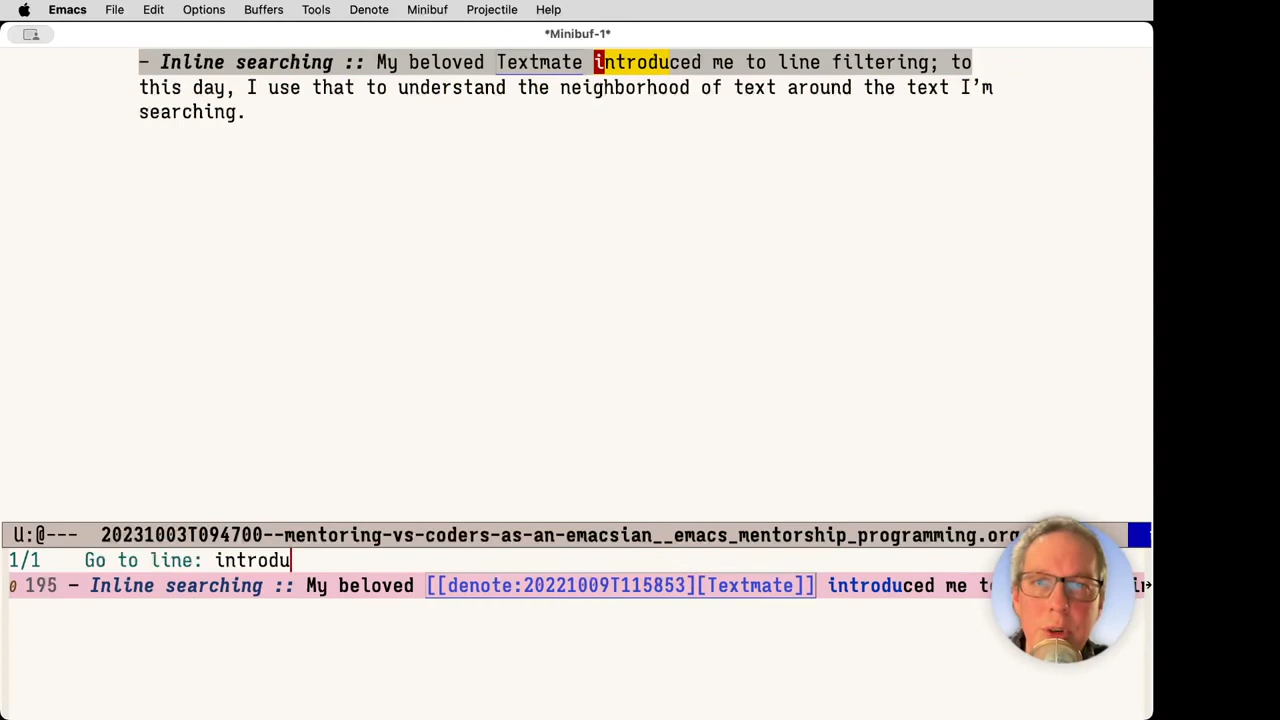 Emacs File Edit Options Buffers Tools Denote Minibuf Projectile Help
*Minibuf-1*
- Inline searching :: My beloved Textmate introduced me to line filtering; to
this day, I use that to understand the neighborhood of text around the text I’m
searching.
U:@--- 20231003T094700--mentoring-vs-coders-as-an-emacsian__emacs_mentorship_programming.org
1/1 Go to line: introdu
195 - Inline searching :: My beloved [[denote:20221009T115853][Textmate]] introduced me